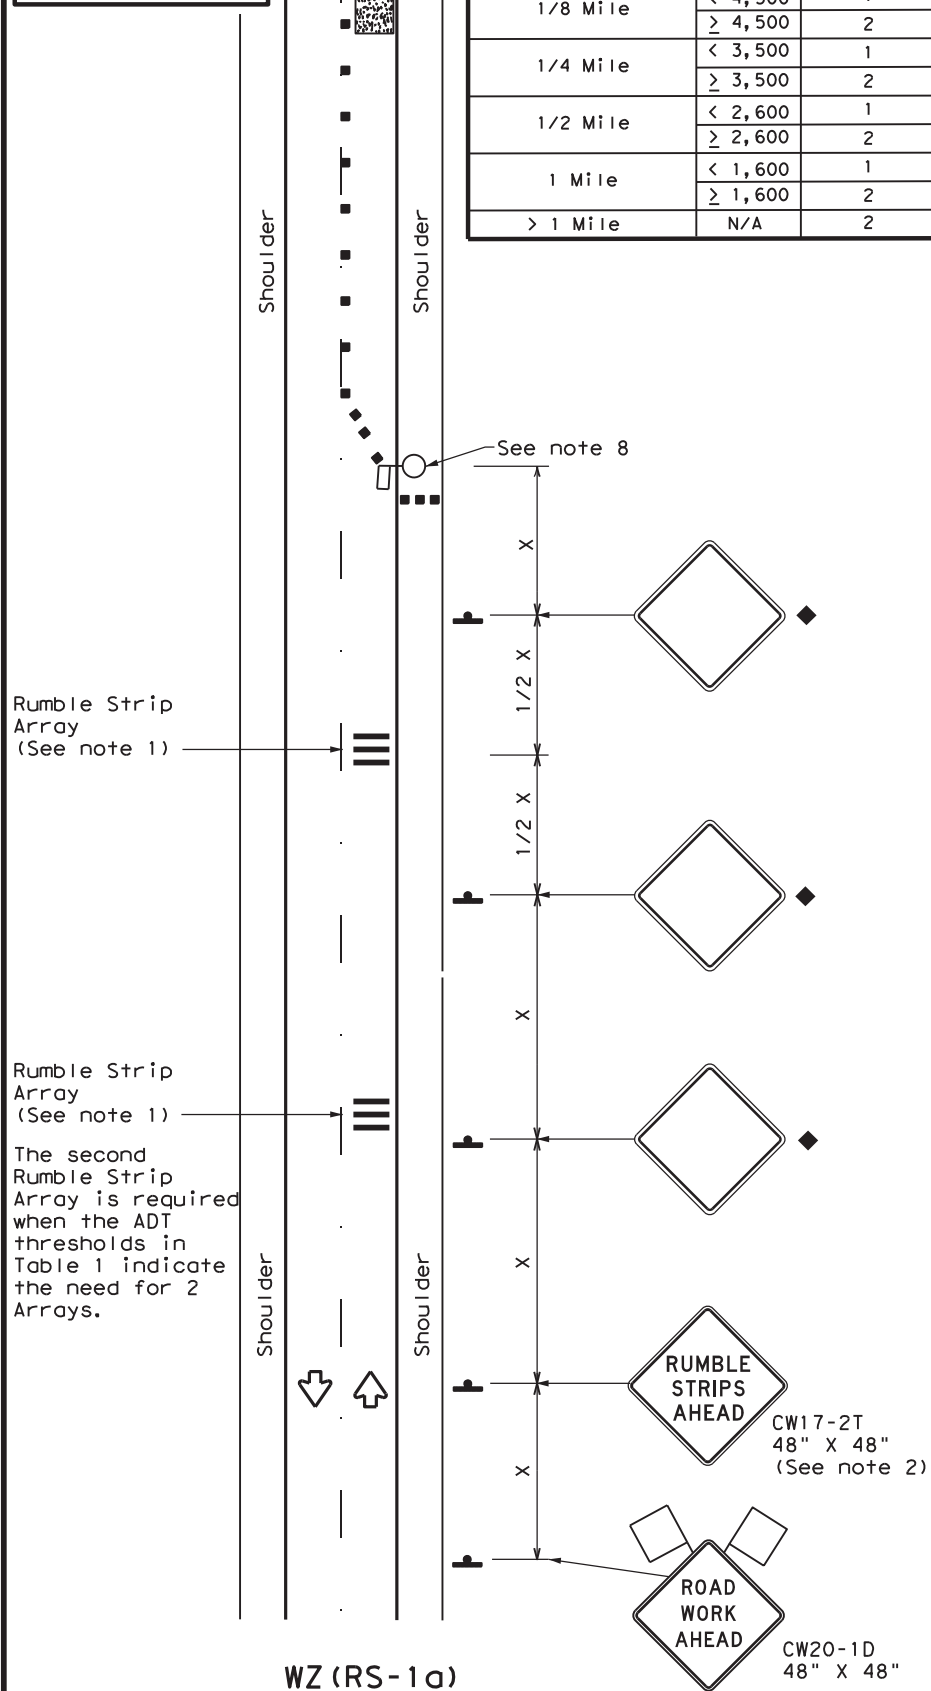 1/8 Mile
< 4,500
≥ 4,500 2
1/4 Mile
< 3,500 1
≥ 3,500 2
1/2 Mile
< 2,600 1
≥ 2,600 2
1 Mile
< 1,600 1
≥ 1,600 2
> 1 Mile N/A 2
Shoulder
Shoulder
See note 8
X
1/2 X
Rumble Strip
Array
(See note 1)
1/2 X
X
Rumble Strip
Array
(See note 1)
The second
Rumble Strip
Array is required
when the ADT
thresholds in
Table 1 indicate
the need for 2
Arrays.
Shoulder
Shoulder
X
RUMBLE
STRIPS
AHEAD
CW17-2T
48" X 48"
(See note 2)
X
ROAD
WORK
AHEAD
CW20-1D
48" X 48"
WZ(RS-1a)